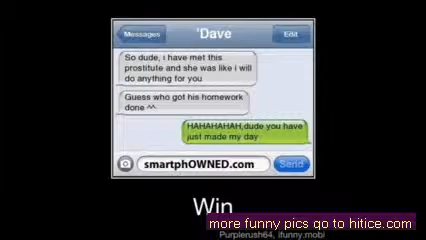 Messages
'Dave
Edit
So dude, i have met this
prostitute and she was like i will
do anything for you
Guess who got his homework
done ^^
HAHAHAHAH,dude you have
just made my day
smartphOWNED.com
Send
Win
more funny pics go to hitice.com
Purplerush64, ifunny.mobi